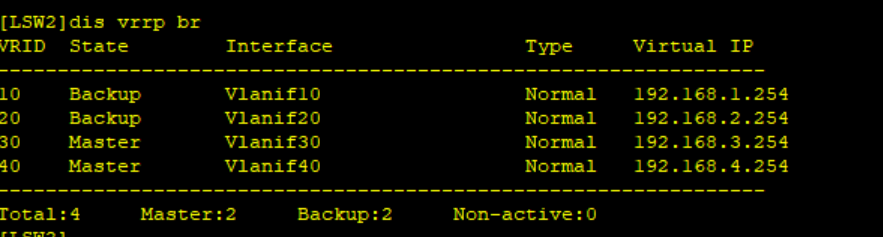 [LSW2]dis vrrp br
VRID State Interface Type Virtual IP
----------------------------------------------------------------
10 Backup Vlanif10 Normal 192.168.1.254
20 Backup Vlanif20 Normal 192.168.2.254
30 Master Vlanif30 Normal 192.168.3.254
40 Master Vlanif40 Normal 192.168.4.254
----------------------------------------------------------------
Total:4 Master:2 Backup:2 Non-active:0
[LSW2]